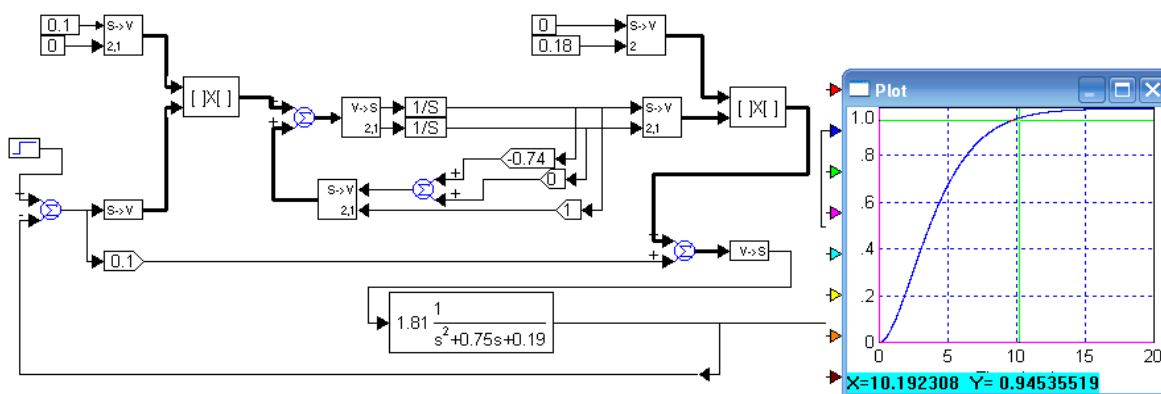 0.1
0
S->V
2,1
[ ]X[ ]
+
+
Σ
V->S
2,1
1/S
1/S
S->V
2,1
0
0.18
S->V
2
[ ]X[ ]
-0.74
0
1
+
+
Σ
S->V
2,1
+
-
Σ
S->V
0.1
+
+
Σ
V->S
1.81 1
s²+0.75s+0.19
Plot
1.0
.8
.6
.4
.2
0
0 5 10 15 20
X=10.192308 Y= 0.94535519